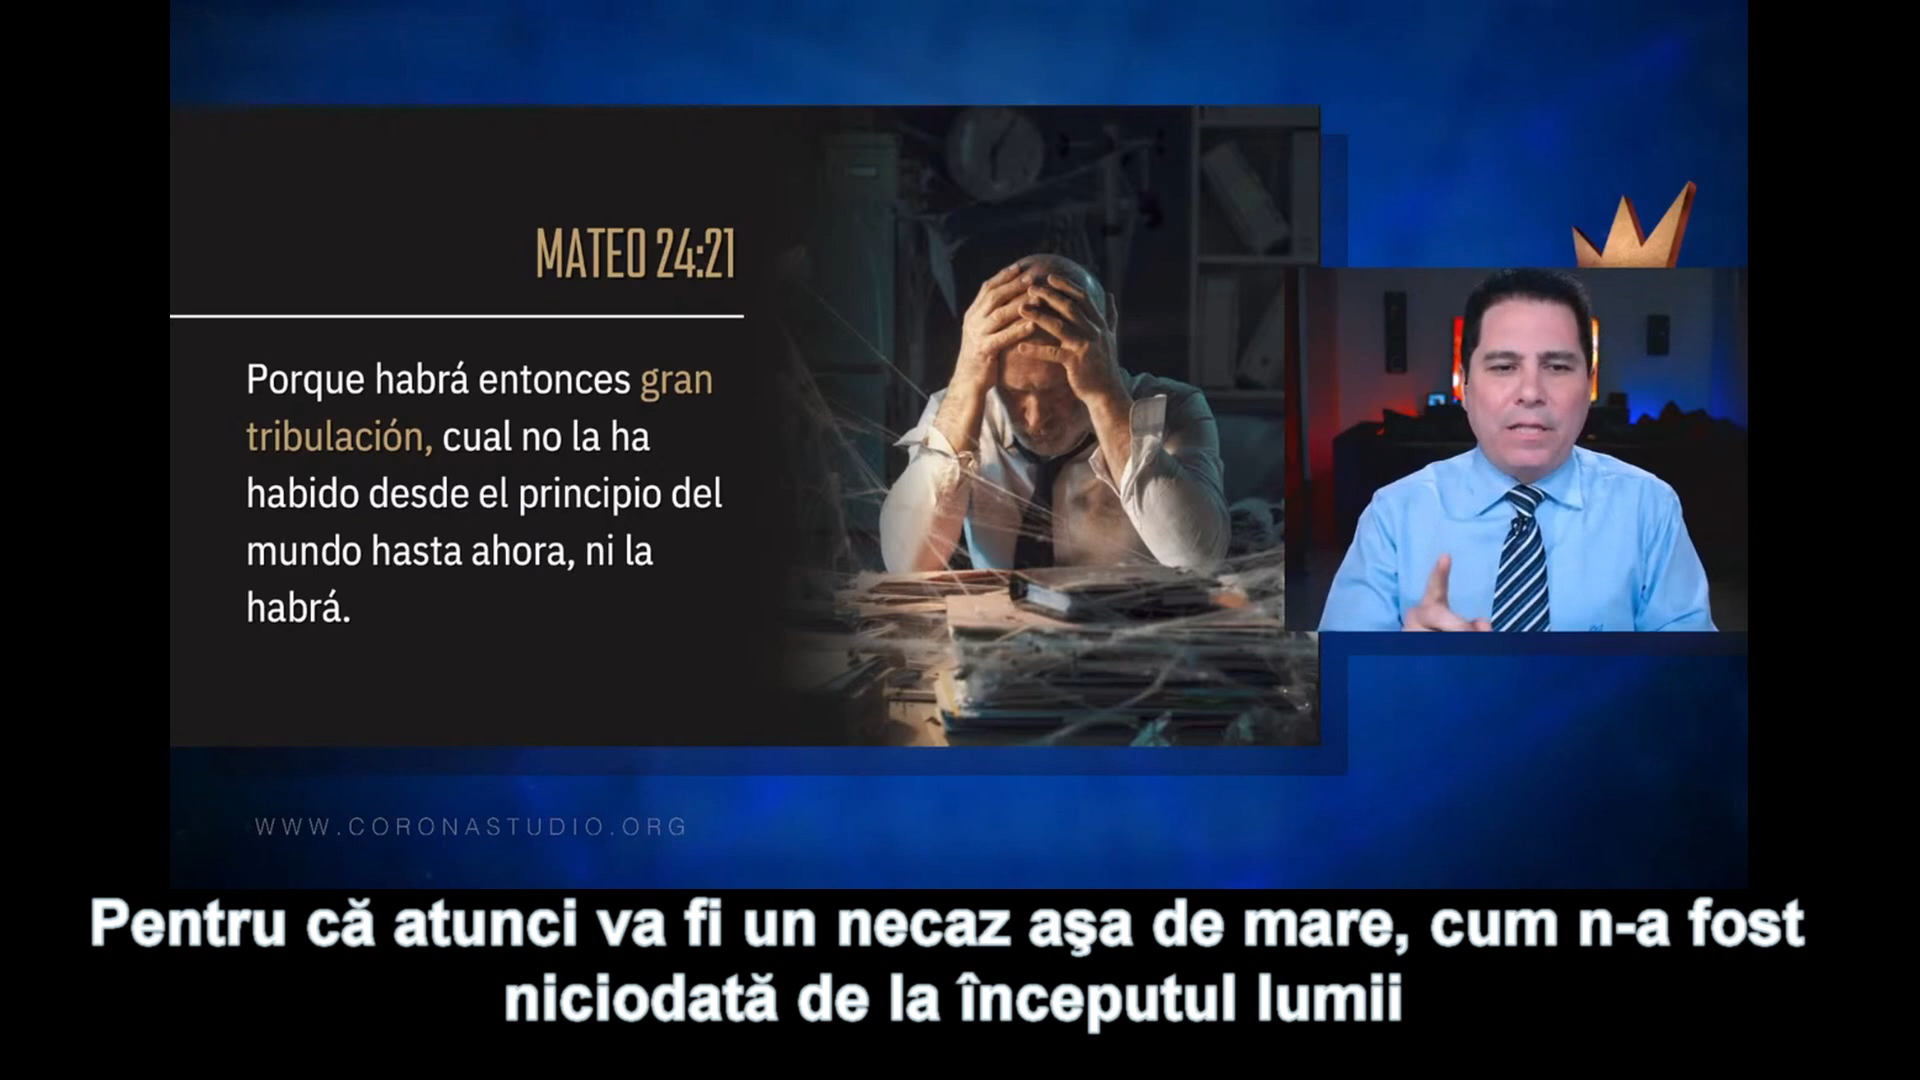 MATEO 24:21
Porque habrá entonces gran
tribulación, cual no la ha
habido desde el principio del
mundo hasta ahora, ni la
habrá.
WWW.CORONASTUDIO.ORG
Pentru că atunci va fi un necaz aşa de mare, cum n-a fost
niciodată de la începutul lumii